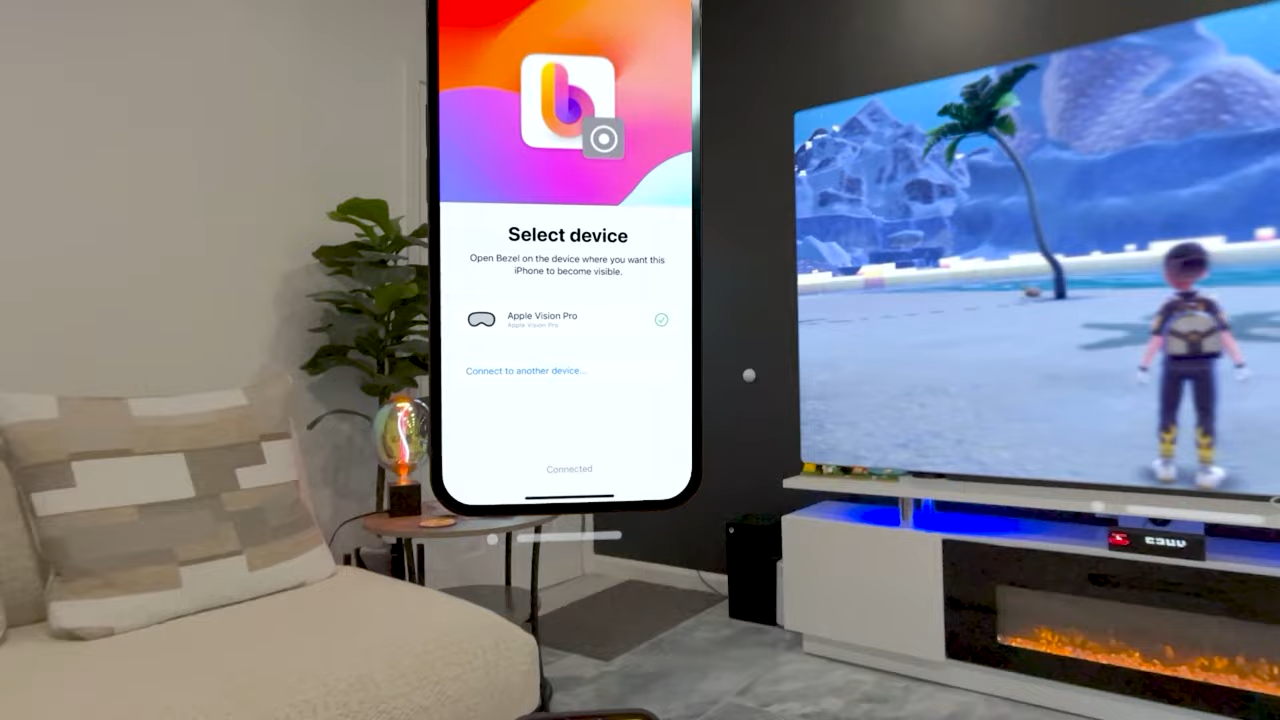 Select device
Open Bezel on the device where you want this
iPhone to become visible.
Apple Vision Pro
Apple Vision Pro
Connect to another device...
Connected